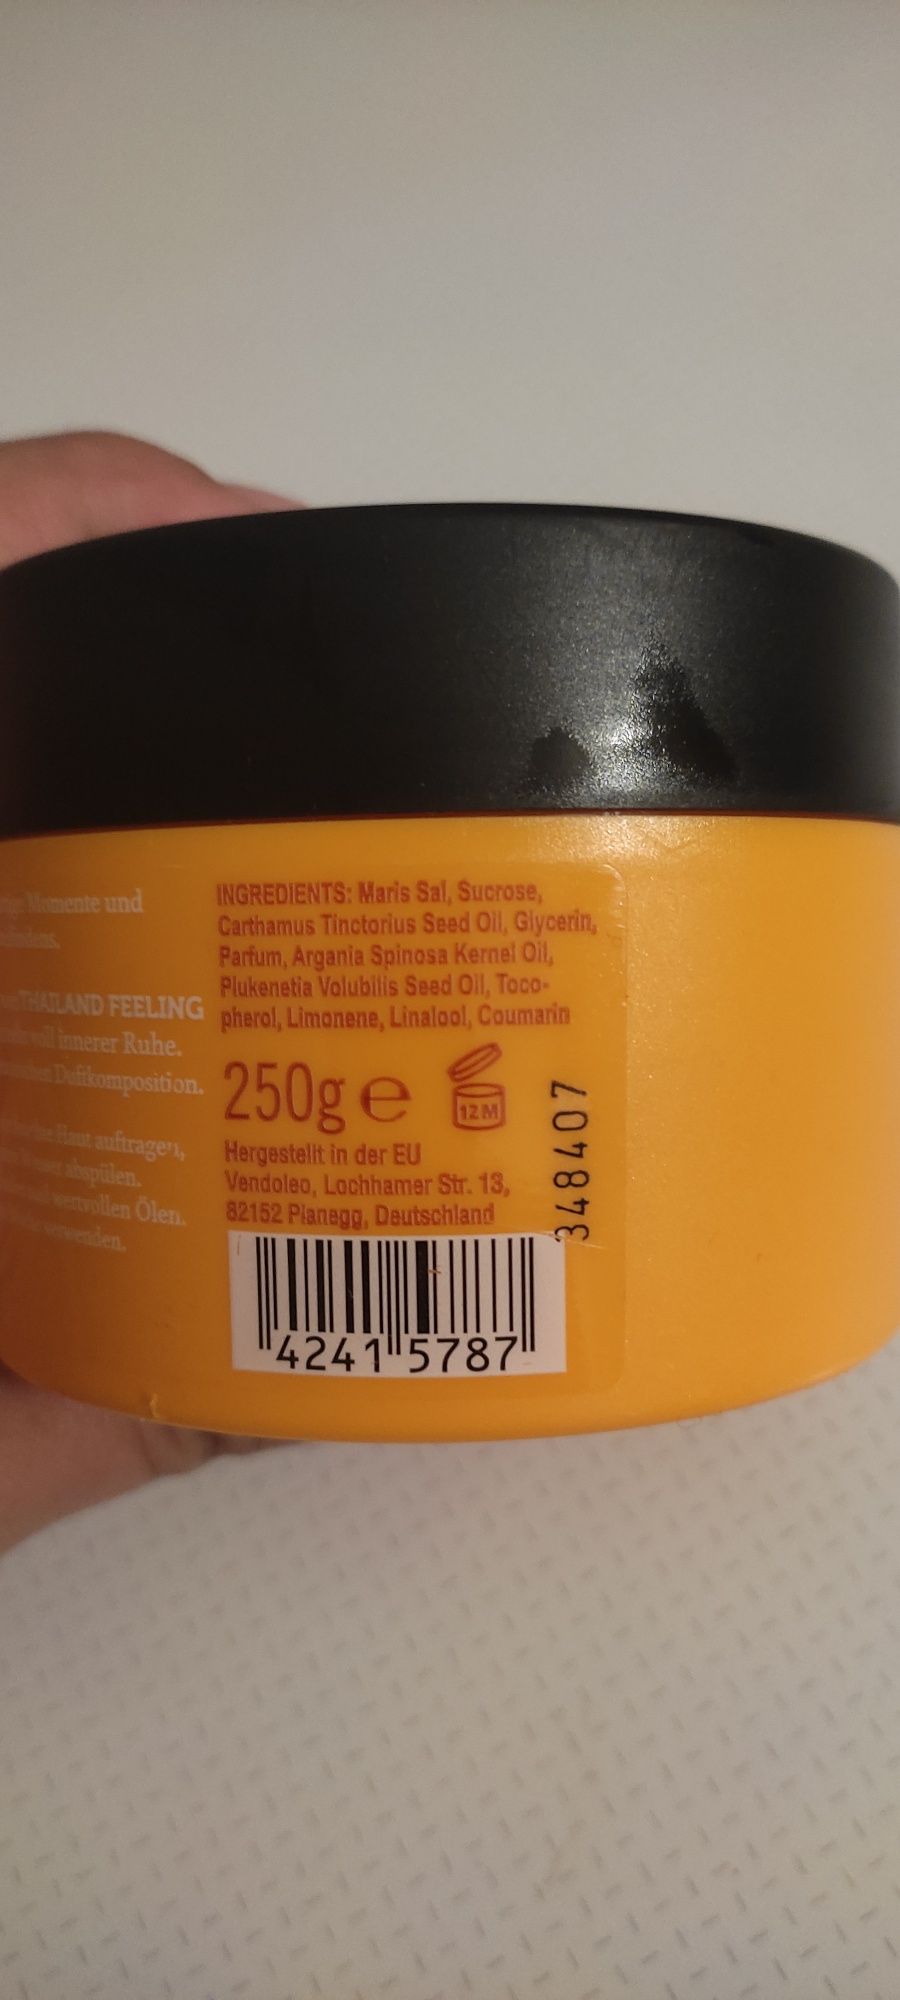 Momente und
THAILAND FEELING
voll innerer Ruhe.
Duftkomposition.
Haut auftragen,
abspülen.
wertvollen Ölen.
verwenden.
INGREDIENTS: Maris Sal, Sucrose,
Carthamus Tinctorius Seed Oil, Glycerin,
Parfum, Argania Spinosa Kernel Oil,
Plukenetia Volubilis Seed Oil, Toco-
pherol, Limonene, Linalool, Coumarin
250g e
12M
348407
Hergestellt in der EU
Vendoleo, Lochhamer Str. 13,
82152 Planegg, Deutschland
4241 5787